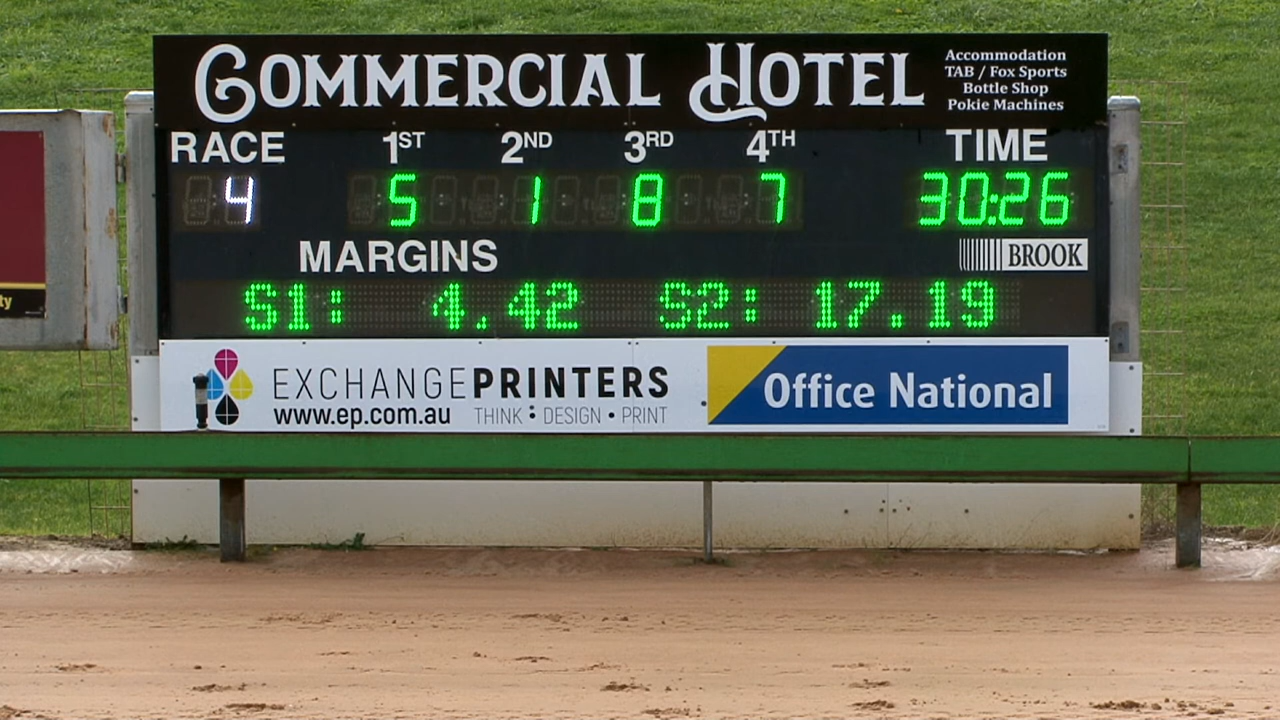 COMMERCIAL HOTEL
Accommodation
TAB / Fox Sports
Bottle Shop
Pokie Machines
RACE 1ST 2ND 3RD 4TH TIME
4 5 1 8 7 30:26
MARGINS
BROOK
S1: 4.42 S2: 17.19
ty
EXCHANGEPRINTERS
www.ep.com.au THINK : DESIGN • PRINT
Office National